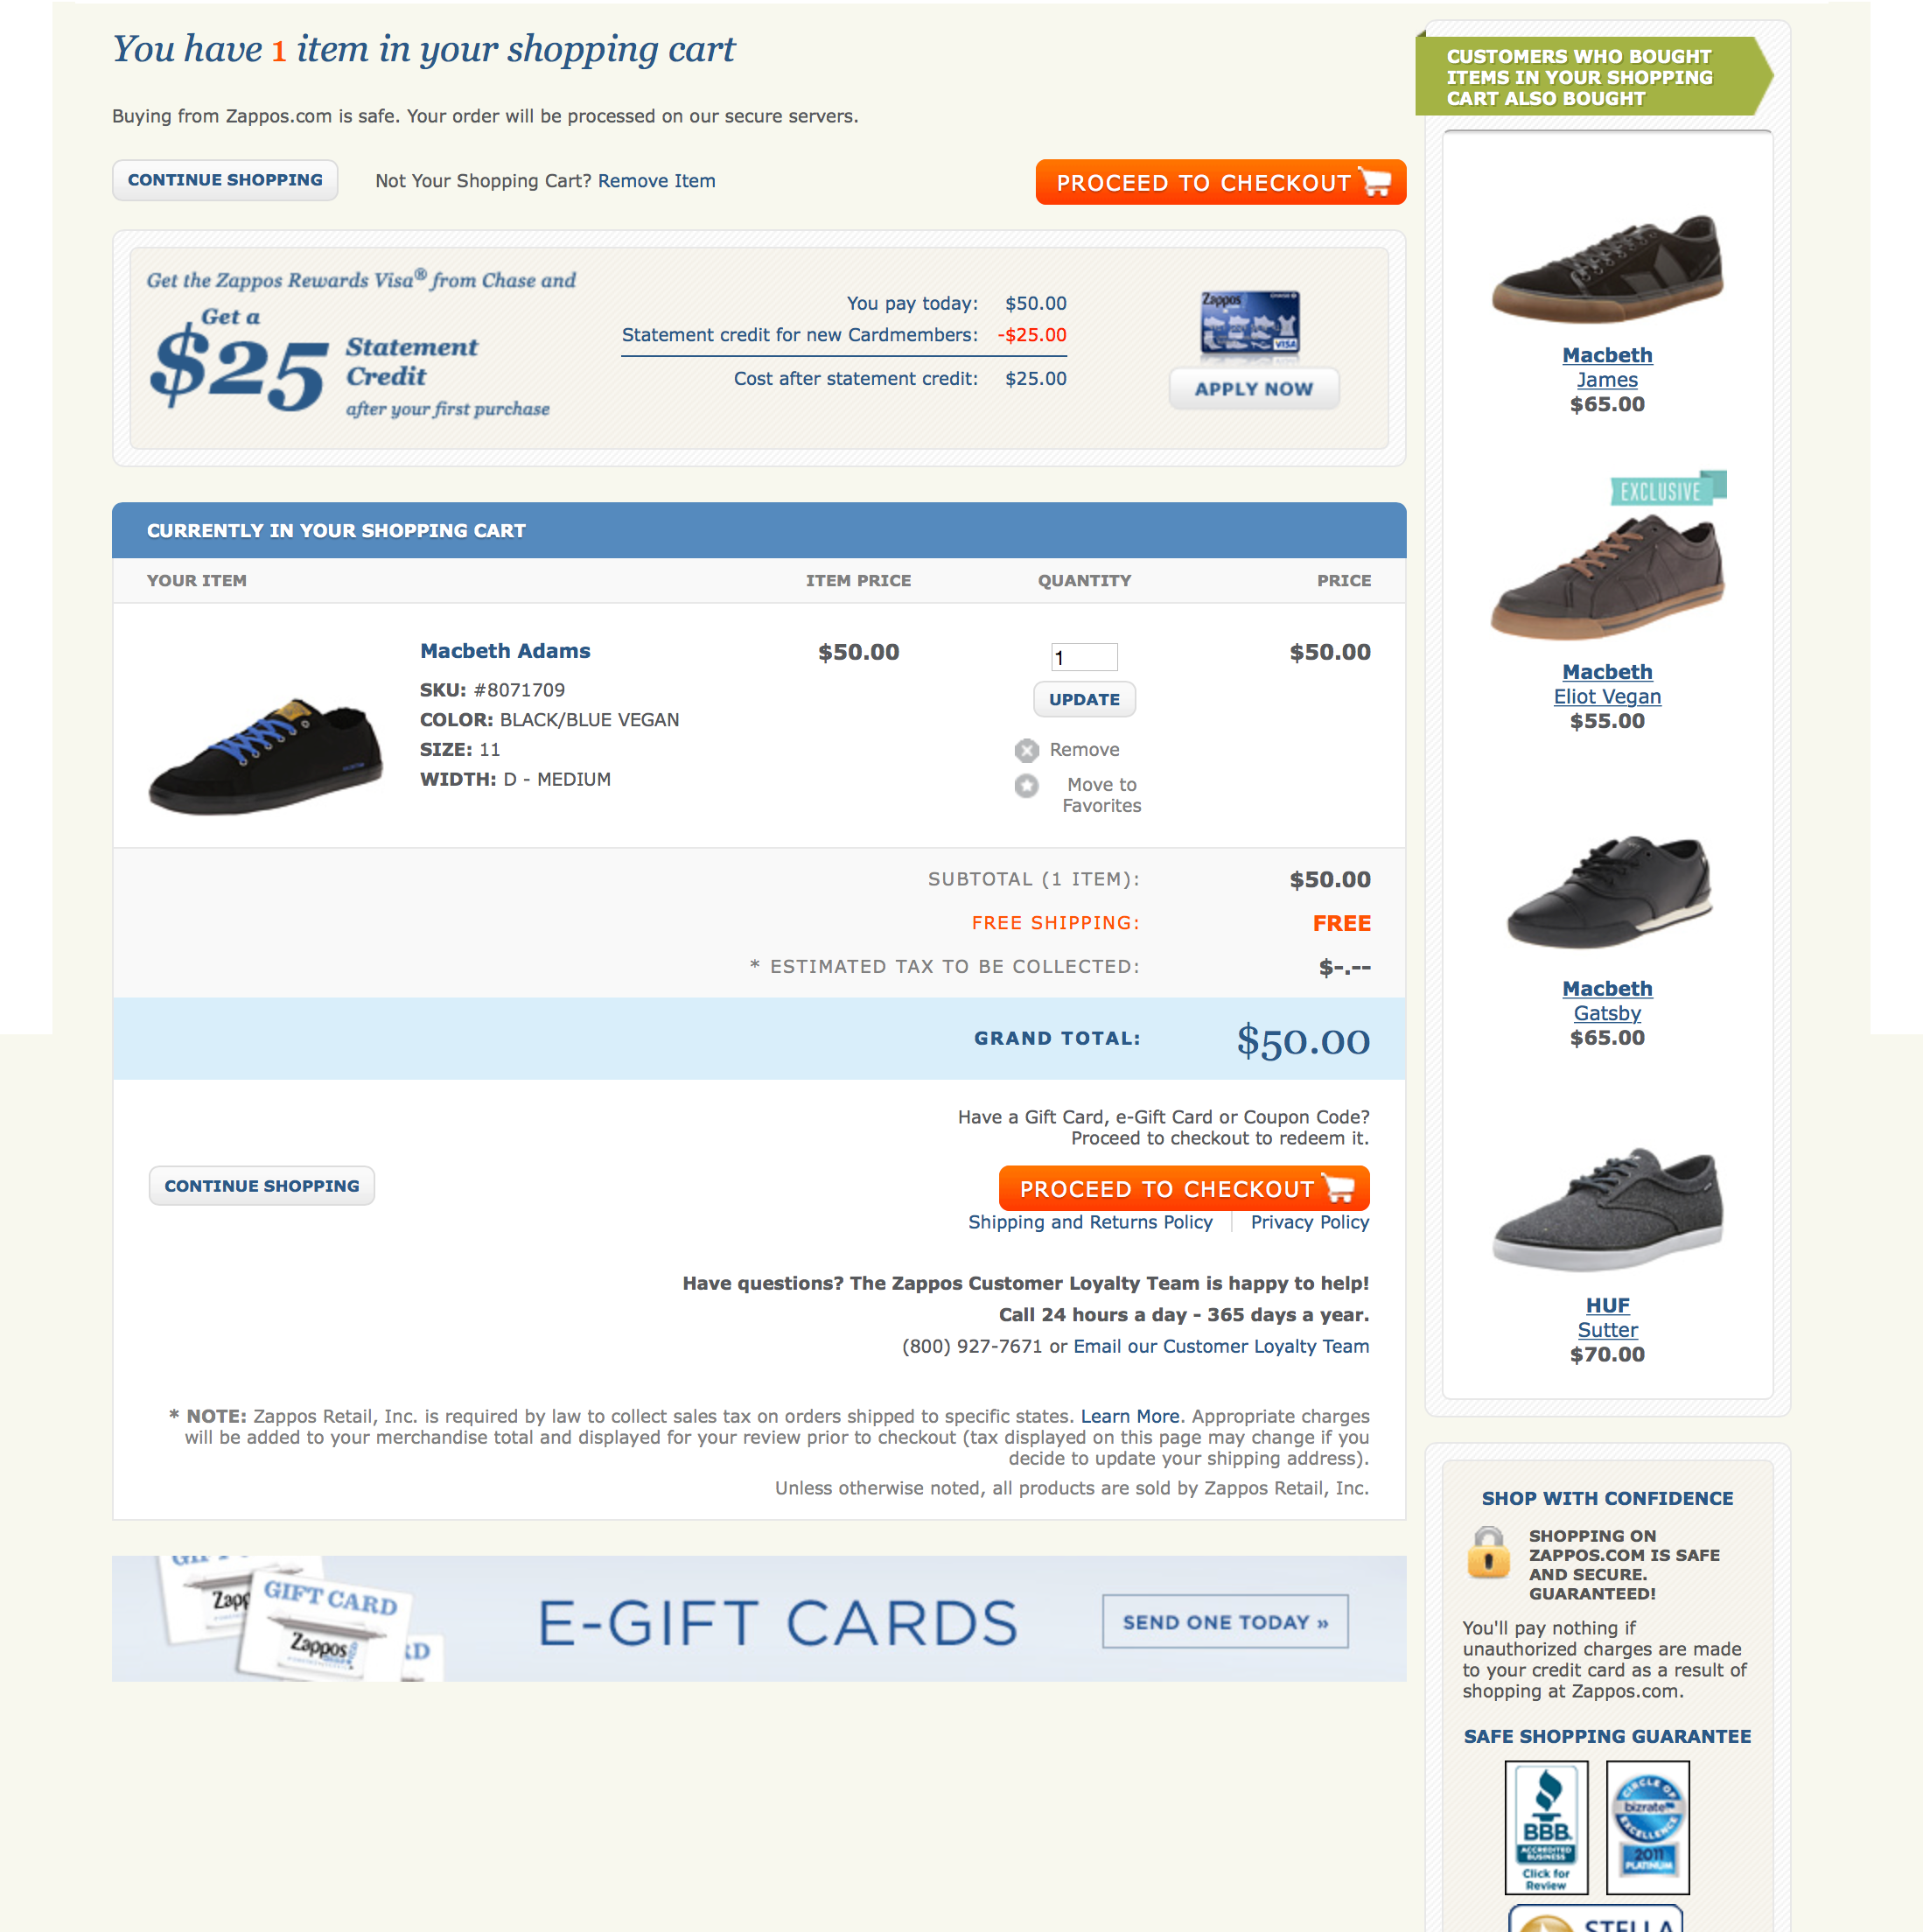 You have 1 item in your shopping cart
Buying from Zappos.com is safe. Your order will be processed on our secure servers.
CONTINUE SHOPPING
Not Your Shopping Cart? Remove Item
PROCEED TO CHECKOUT
Get the Zappos Rewards Visa® from Chase and
Get a
$25
Statement
Credit
after your first purchase
You pay today: $50.00
Statement credit for new Cardmembers: -$25.00
Cost after statement credit: $25.00
Zappos
CHASE
VISA
APPLY NOW
CURRENTLY IN YOUR SHOPPING CART
YOUR ITEM ITEM PRICE QUANTITY PRICE
Macbeth Adams $50.00 1 $50.00
SKU: #8071709
UPDATE
COLOR: BLACK/BLUE VEGAN
SIZE: 11
Remove
WIDTH: D - MEDIUM
Move to
Favorites
SUBTOTAL (1 ITEM): $50.00
FREE SHIPPING: FREE
* ESTIMATED TAX TO BE COLLECTED: $-.--
GRAND TOTAL: $50.00
Have a Gift Card, e-Gift Card or Coupon Code?
Proceed to checkout to redeem it.
CONTINUE SHOPPING
PROCEED TO CHECKOUT
Shipping and Returns Policy
Privacy Policy
Have questions? The Zappos Customer Loyalty Team is happy to help!
Call 24 hours a day - 365 days a year.
(800) 927-7671 or Email our Customer Loyalty Team
* NOTE: Zappos Retail, Inc. is required by law to collect sales tax on orders shipped to specific states. Learn More. Appropriate charges
will be added to your merchandise total and displayed for your review prior to checkout (tax displayed on this page may change if you
decide to update your shipping address).
Unless otherwise noted, all products are sold by Zappos Retail, Inc.
GIFT CARD
Zappos
E-GIFT CARDS
SEND ONE TODAY »
CUSTOMERS WHO BOUGHT
ITEMS IN YOUR SHOPPING
CART ALSO BOUGHT
Macbeth
James
$65.00
EXCLUSIVE
Macbeth
Eliot Vegan
$55.00
Macbeth
Gatsby
$65.00
HUF
Sutter
$70.00
SHOP WITH CONFIDENCE
SHOPPING ON
ZAPPOS.COM IS SAFE
AND SECURE.
GUARANTEED!
You'll pay nothing if
unauthorized charges are made
to your credit card as a result of
shopping at Zappos.com.
SAFE SHOPPING GUARANTEE
BBB.
ACCREDITED
BUSINESS
Click for
Review
CIRCLE OF
bizrate
EXCELLENCE
2011
PLATINUM
STELLA